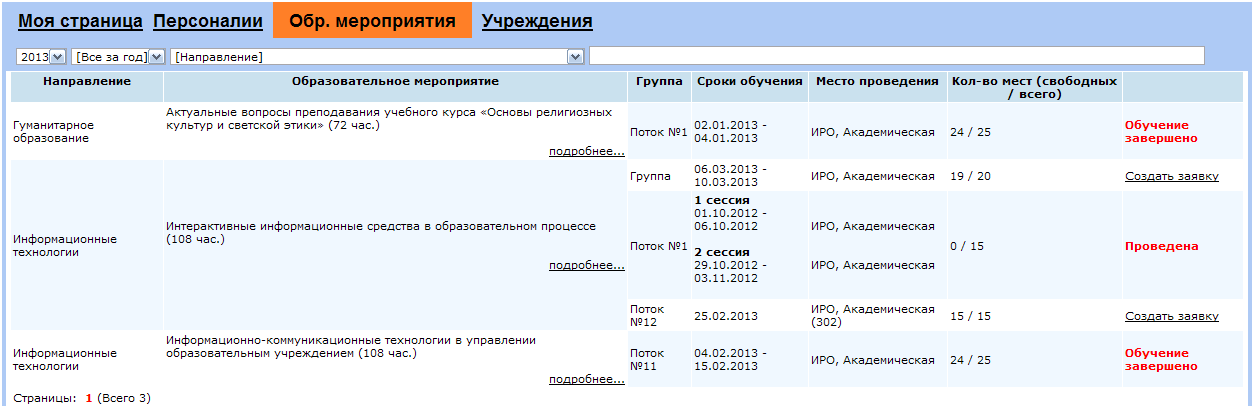 Моя страница Персоналии Обр. мероприятия Учреждения
2013 [Все за год] [Направление]
Направление Образовательное мероприятие Группа Сроки обучения Место проведения Кол-во мест (свободных
/ всего)
Гуманитарное
образование
Актуальные вопросы преподавания учебного курса «Основы религиозных
культур и светской этики» (72 час.)
подробнее...
Поток №1
02.01.2013 -
04.01.2013
ИРО, Академическая
24 / 25
Обучение
завершено
Информационные
технологии
Интерактивные информационные средства в образовательном процессе
(108 час.)
подробнее...
Группа
06.03.2013 -
10.03.2013
ИРО, Академическая
19 / 20
Создать заявку
Поток №1
1 сессия
01.10.2012 -
06.10.2012
ИРО, Академическая
2 сессия
29.10.2012 -
03.11.2012
ИРО, Академическая
0 / 15
Проведена
Поток
№12
25.02.2013
ИРО, Академическая
(302)
15 / 15
Создать заявку
Информационные
технологии
Информационно-коммуникационные технологии в управлении
образовательным учреждением (108 час.)
подробнее...
Поток
№11
04.02.2013 -
15.02.2013
ИРО, Академическая
24 / 25
Обучение
завершено
Страницы: 1 (Всего 3)